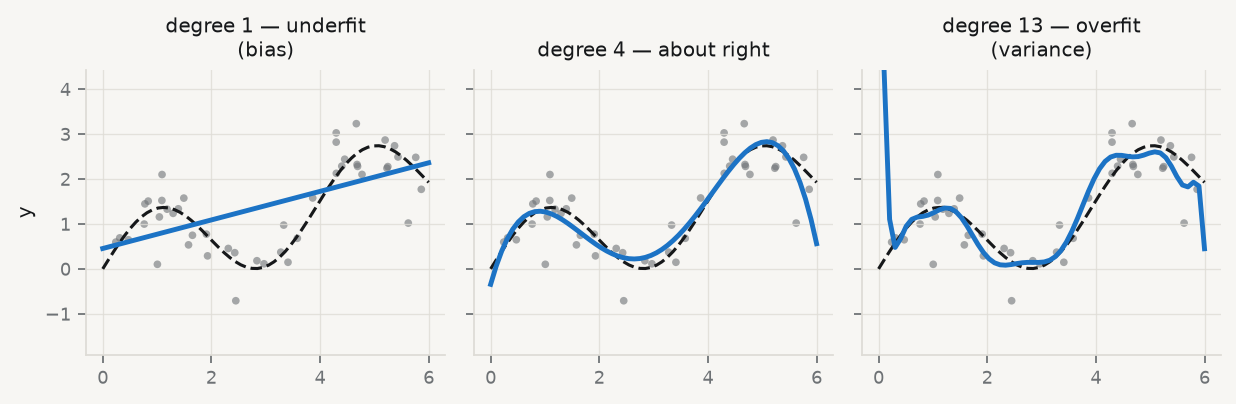 degree 1 — underfit
(bias)
degree 4 — about right
degree 13 — overfit
(variance)
4
3
2
1
0
−1
y
0 2 4 6
0 2 4 6
0 2 4 6